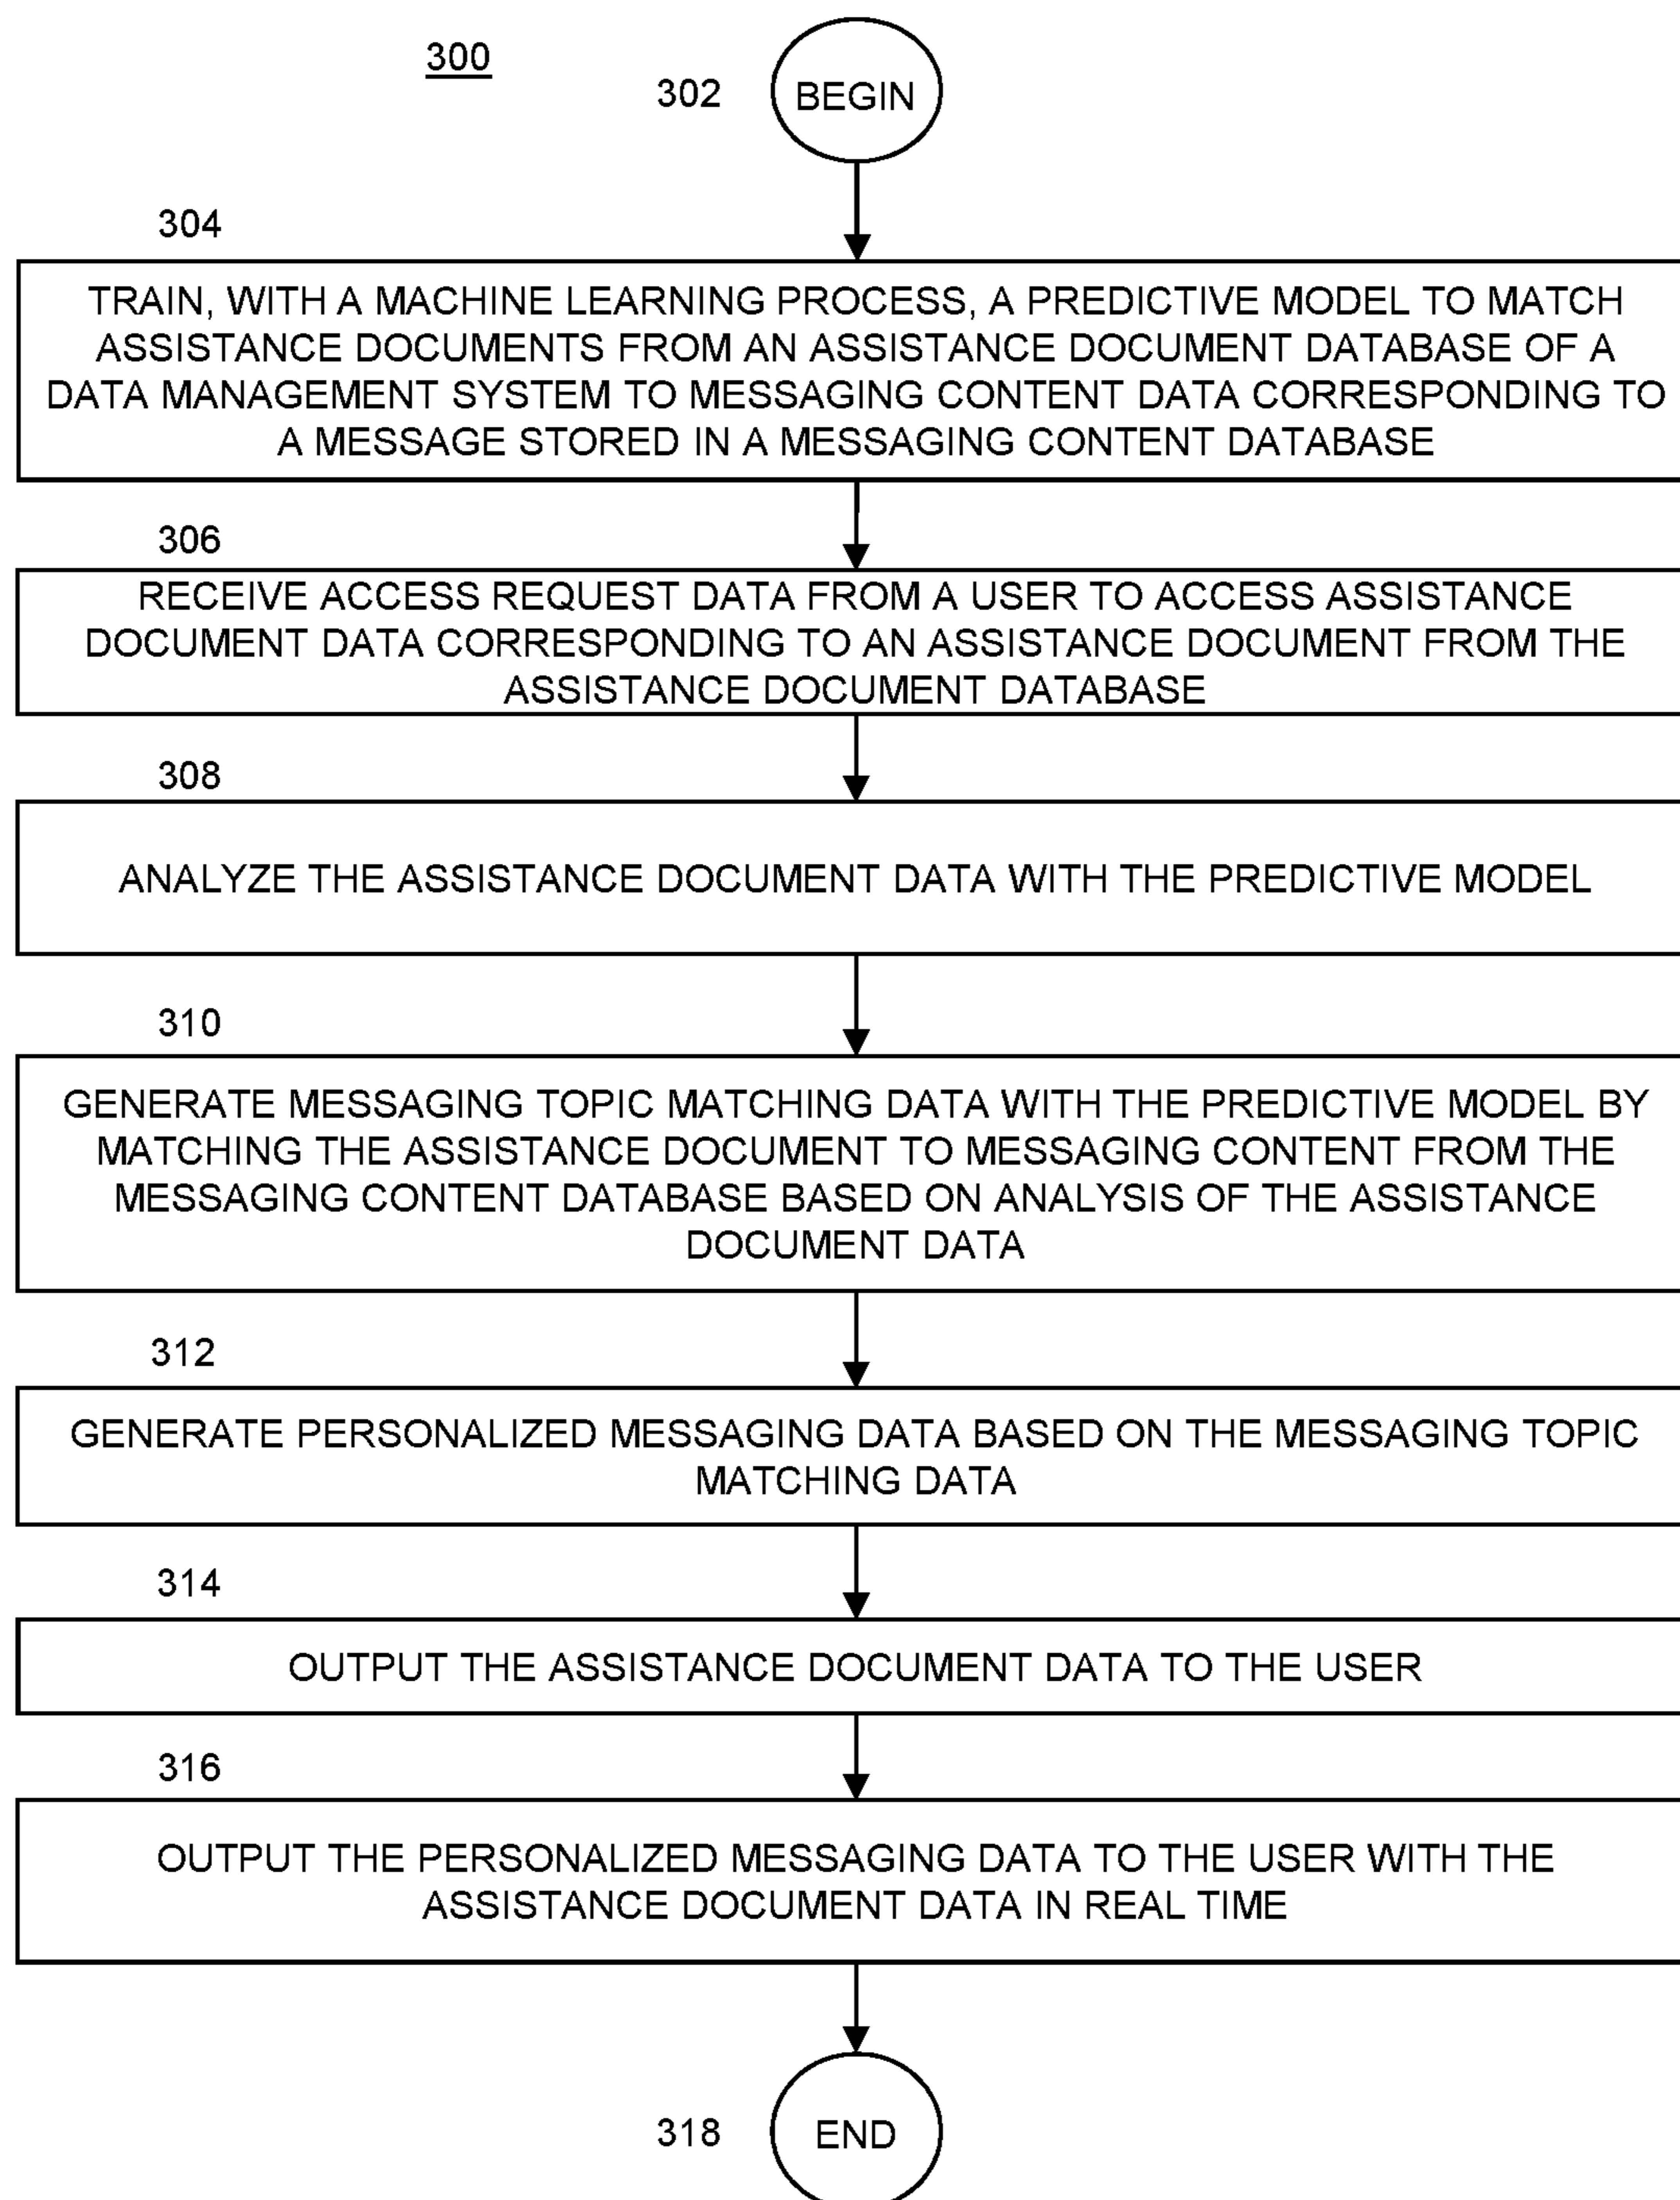 300
302
BEGIN
304
TRAIN, WITH A MACHINE LEARNING PROCESS, A PREDICTIVE MODEL TO MATCH
ASSISTANCE DOCUMENTS FROM AN ASSISTANCE DOCUMENT DATABASE OF A
DATA MANAGEMENT SYSTEM TO MESSAGING CONTENT DATA CORRESPONDING TO
A MESSAGE STORED IN A MESSAGING CONTENT DATABASE
306
RECEIVE ACCESS REQUEST DATA FROM A USER TO ACCESS ASSISTANCE
DOCUMENT DATA CORRESPONDING TO AN ASSISTANCE DOCUMENT FROM THE
ASSISTANCE DOCUMENT DATABASE
308
ANALYZE THE ASSISTANCE DOCUMENT DATA WITH THE PREDICTIVE MODEL
310
GENERATE MESSAGING TOPIC MATCHING DATA WITH THE PREDICTIVE MODEL BY
MATCHING THE ASSISTANCE DOCUMENT TO MESSAGING CONTENT FROM THE
MESSAGING CONTENT DATABASE BASED ON ANALYSIS OF THE ASSISTANCE
DOCUMENT DATA
312
GENERATE PERSONALIZED MESSAGING DATA BASED ON THE MESSAGING TOPIC
MATCHING DATA
314
OUTPUT THE ASSISTANCE DOCUMENT DATA TO THE USER
316
OUTPUT THE PERSONALIZED MESSAGING DATA TO THE USER WITH THE
ASSISTANCE DOCUMENT DATA IN REAL TIME
318
END